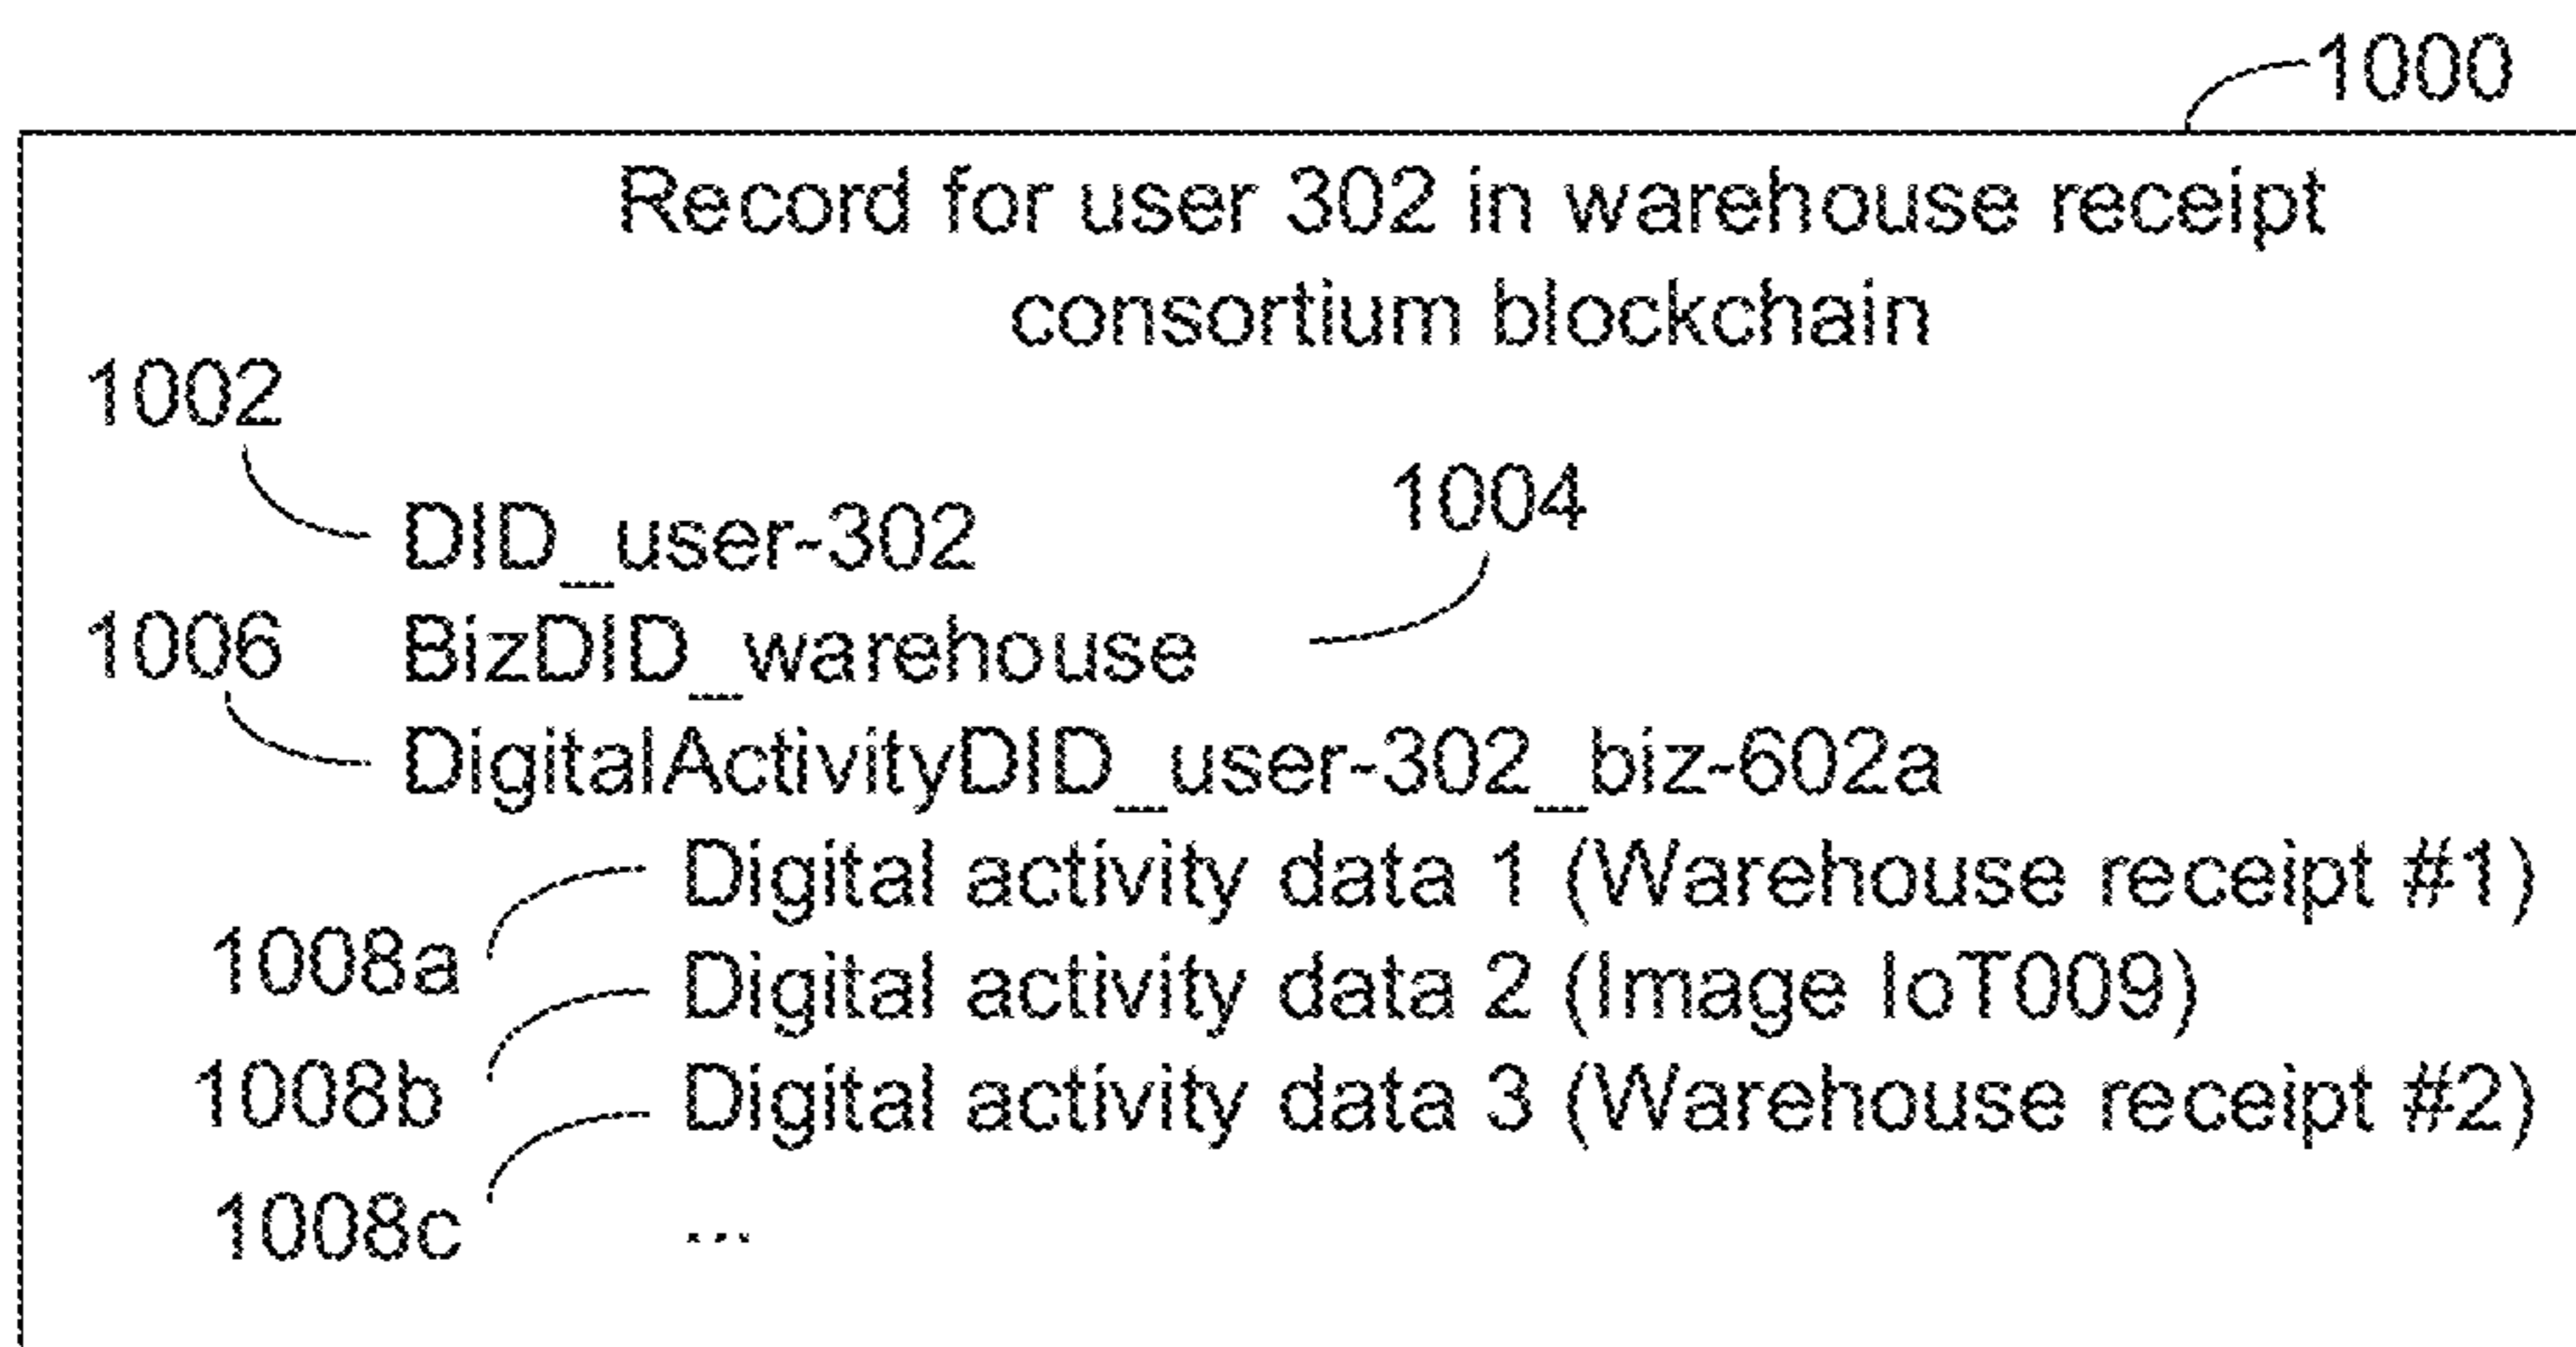 1000
Record for user 302 in warehouse receipt
consortium blockchain
1002
1004
DID_user-302
1006 BizDID_warehouse
DigitalActivityDID_user-302_biz-602a
Digital activity data 1 (Warehouse receipt #1)
1008a
Digital activity data 2 (Image IoT009)
1008b
Digital activity data 3 (Warehouse receipt #2)
1008c ...